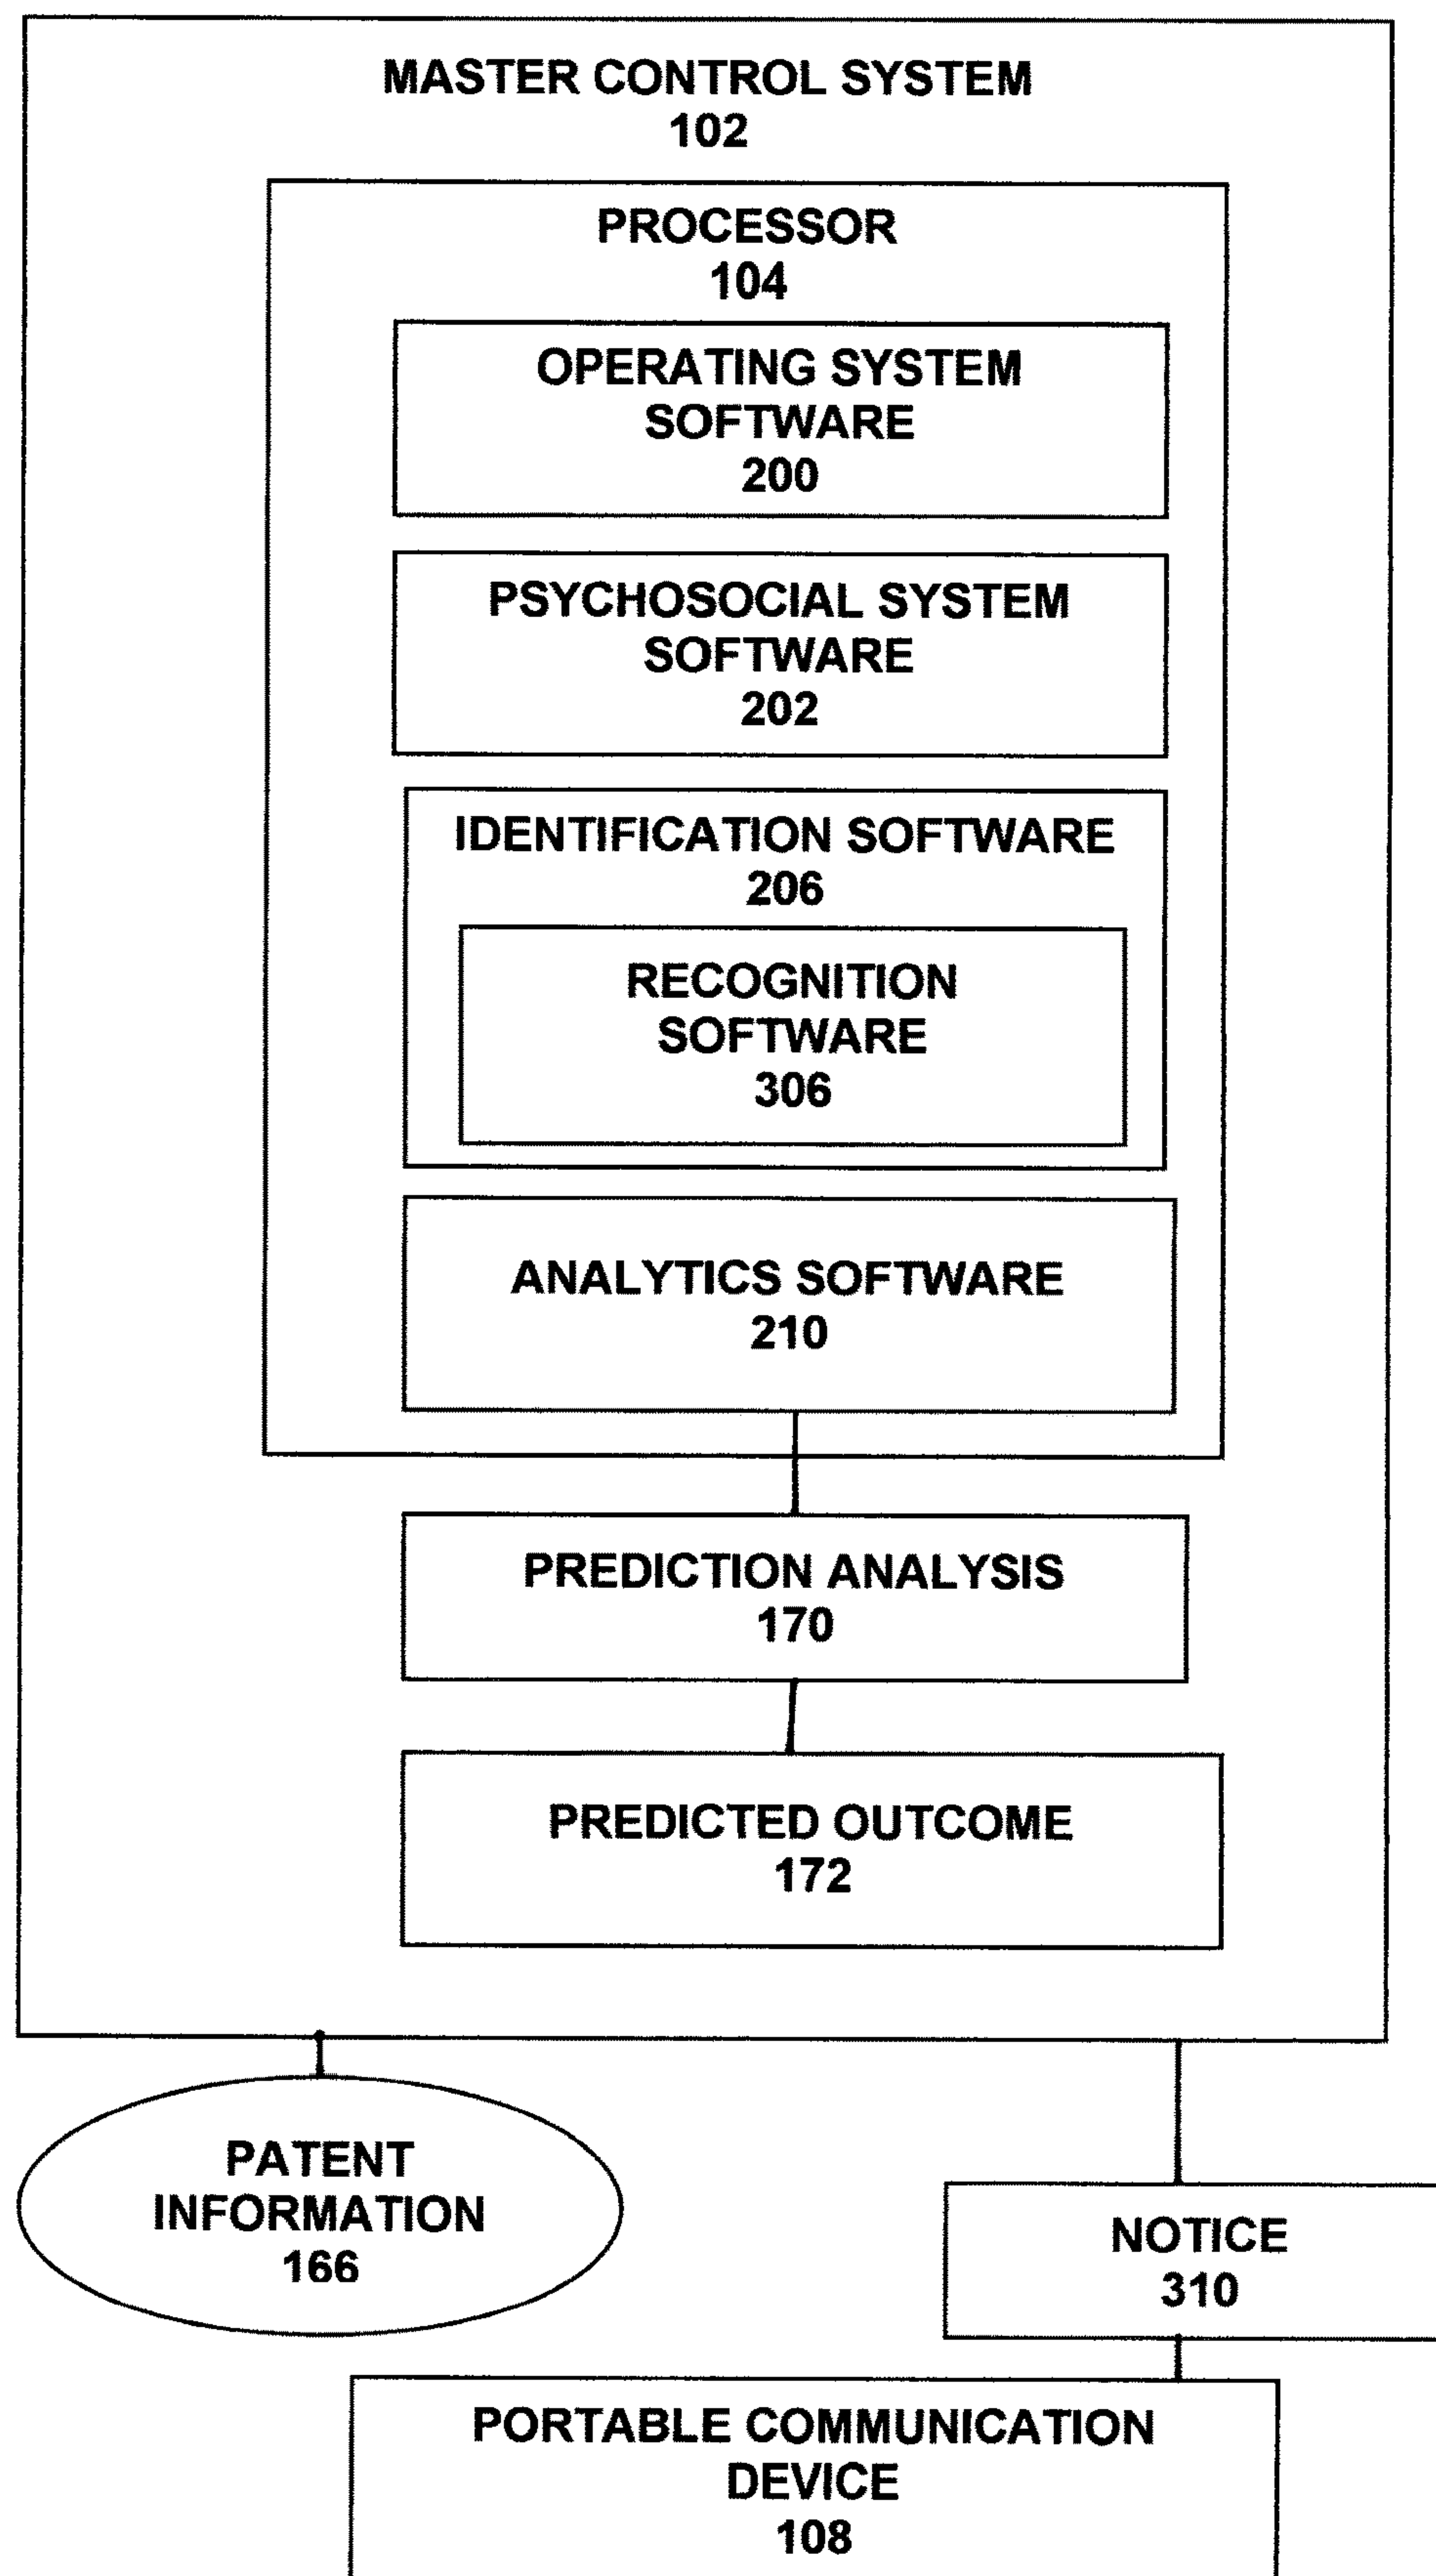 MASTER CONTROL SYSTEM
102
PROCESSOR
104
OPERATING SYSTEM
SOFTWARE
200
PSYCHOSOCIAL SYSTEM
SOFTWARE
202
IDENTIFICATION SOFTWARE
206
RECOGNITION
SOFTWARE
306
ANALYTICS SOFTWARE
210
PREDICTION ANALYSIS
170
PREDICTED OUTCOME
172
PATENT
INFORMATION
166
NOTICE
310
PORTABLE COMMUNICATION
DEVICE
108